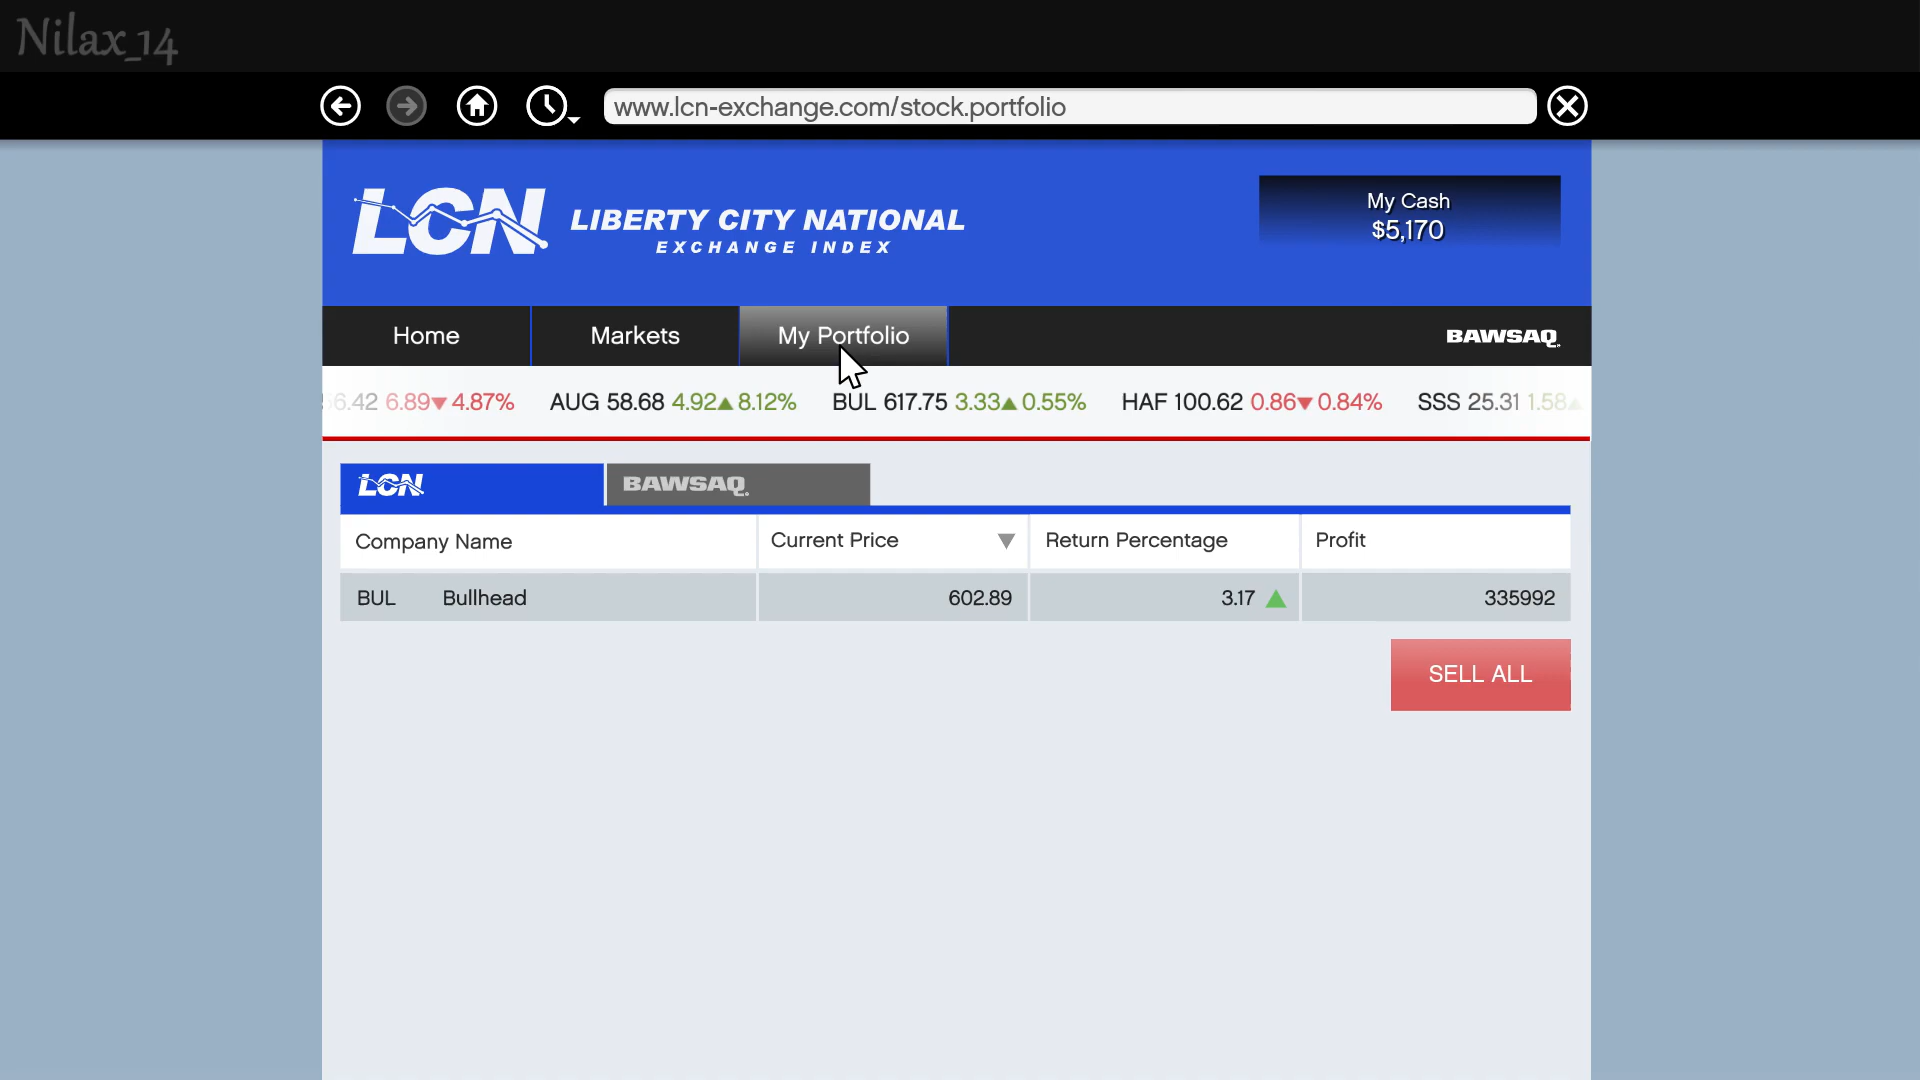 Nilax_14
www.lcn-exchange.com/stock.portfolio
LCN LIBERTY CITY NATIONAL
EXCHANGE INDEX
My Cash
$5,170
Home Markets My Portfolio BAWSAQ
6.42 6.89▼4.87% AUG 58.68 4.92▲8.12% BUL 617.75 3.33▲0.55% HAF 100.62 0.86▼0.84% SSS 25.31 1.58▲
LCN BAWSAQ
Company Name Current Price ▼ Return Percentage Profit
BUL Bullhead 602.89 3.17 ▲ 335992
SELL ALL